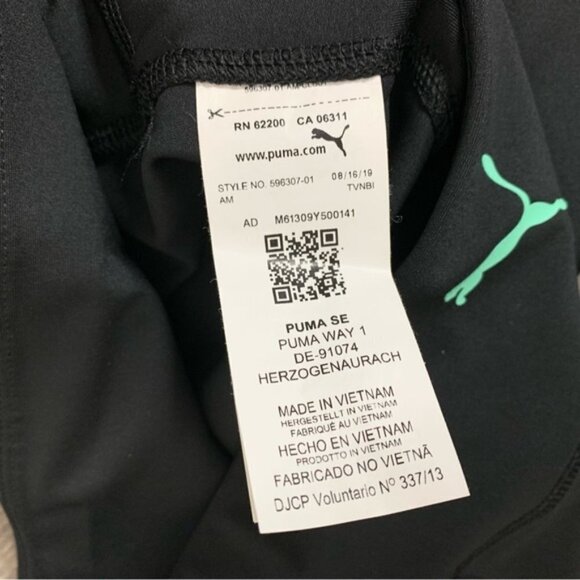 RN 62200 CA 06311
www.puma.com
STYLE NO. 596307-01 08/16/19
AM TVNBI
AD M61309Y500141
PUMA SE
PUMA WAY 1
DE-91074
HERZOGENAURACH
MADE IN VIETNAM
HERGESTELLT IN VIETNAM
FABRIQUÉ AU VIETNAM
HECHO EN VIETNAM
PRODOTTO IN VIETNAM
FABRICADO NO VIETNÃ
DJCP Voluntario Nº 337/13